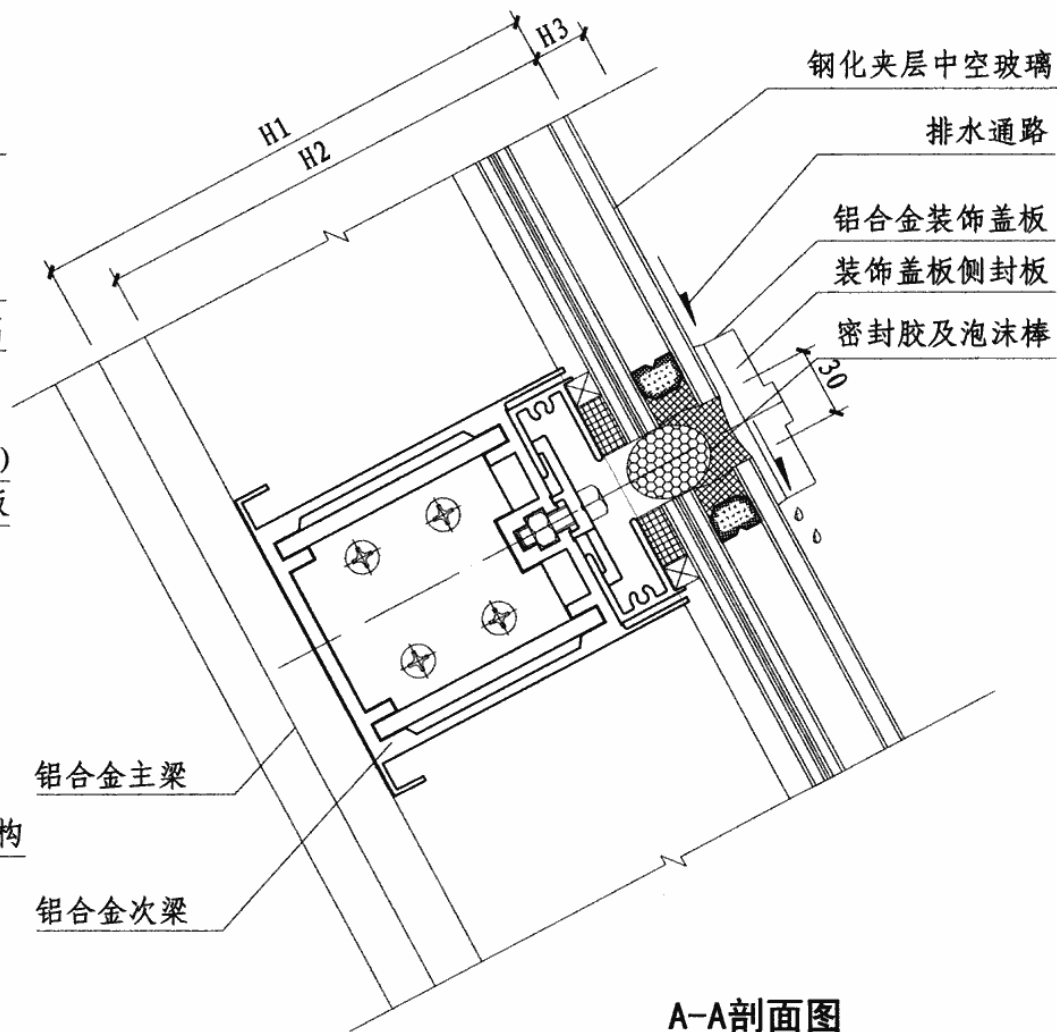 H3
H1
H2
钢化夹层中空玻璃
排水通路
铝合金装饰盖板
装饰盖板侧封板
密封胶及泡沫棒
30
)
铝合金主梁
构
铝合金次梁
A-A剖面图